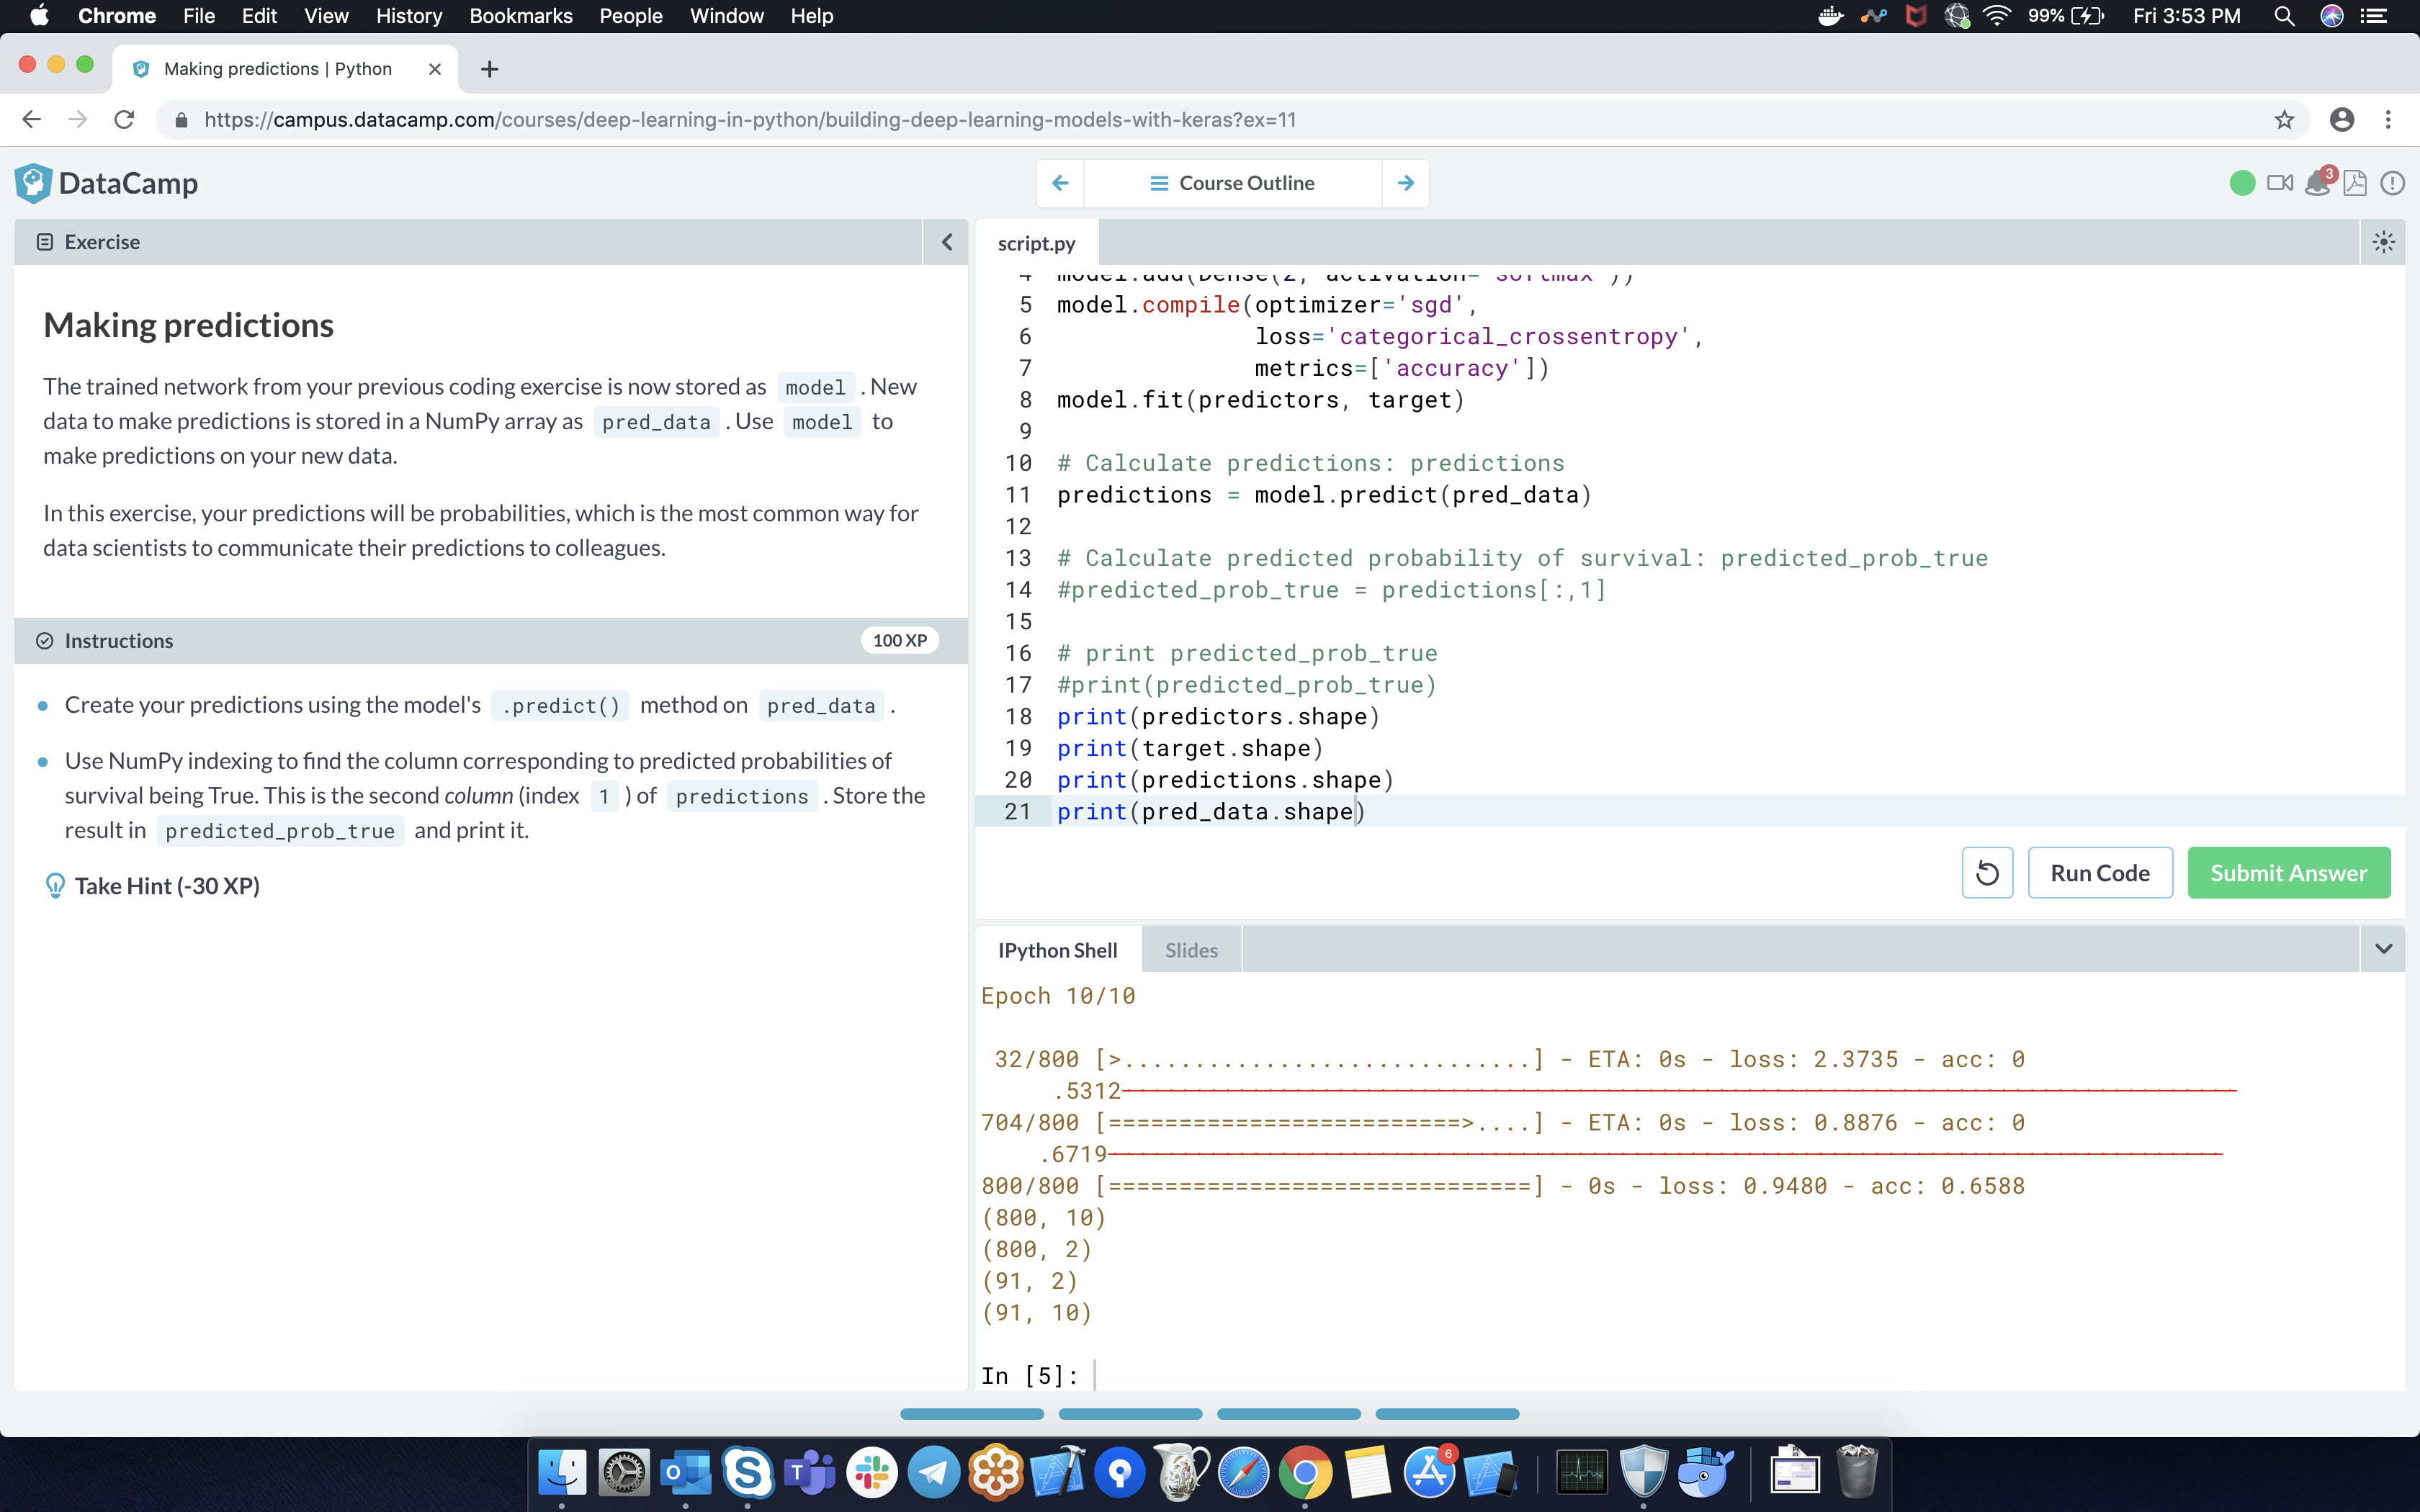 Chrome File Edit View History Bookmarks People Window Help 99% Fri 3:53 PM
Making predictions | Python
https://campus.datacamp.com/courses/deep-learning-in-python/building-deep-learning-models-with-keras?ex=11
DataCamp
Course Outline
3
Exercise
Making predictions
The trained network from your previous coding exercise is now stored as model . New
data to make predictions is stored in a NumPy array as pred_data . Use model to
make predictions on your new data.
In this exercise, your predictions will be probabilities, which is the most common way for
data scientists to communicate their predictions to colleagues.
Instructions
100 XP
Create your predictions using the model's .predict() method on pred_data .
Use NumPy indexing to find the column corresponding to predicted probabilities of
survival being True. This is the second column (index 1 ) of predictions . Store the
result in predicted_prob_true and print it.
Take Hint (-30 XP)
script.py
4 model.add(Dense(2, activation='softmax'))
5 model.compile(optimizer='sgd',
6 loss='categorical_crossentropy',
7 metrics=['accuracy'])
8 model.fit(predictors, target)
9
10 # Calculate predictions: predictions
11 predictions = model.predict(pred_data)
12
13 # Calculate predicted probability of survival: predicted_prob_true
14 #predicted_prob_true = predictions[:,1]
15
16 # print predicted_prob_true
17 #print(predicted_prob_true)
18 print(predictors.shape)
19 print(target.shape)
20 print(predictions.shape)
21 print(pred_data.shape)
Run Code
Submit Answer
IPython Shell
Slides
Epoch 10/10
32/800 [>.............................] - ETA: 0s - loss: 2.3735 - acc: 0
.5312
704/800 [=========================>....] - ETA: 0s - loss: 0.8876 - acc: 0
.6719
800/800 [==============================] - 0s - loss: 0.9480 - acc: 0.6588
(800, 10)
(800, 2)
(91, 2)
(91, 10)
In [5]:
6